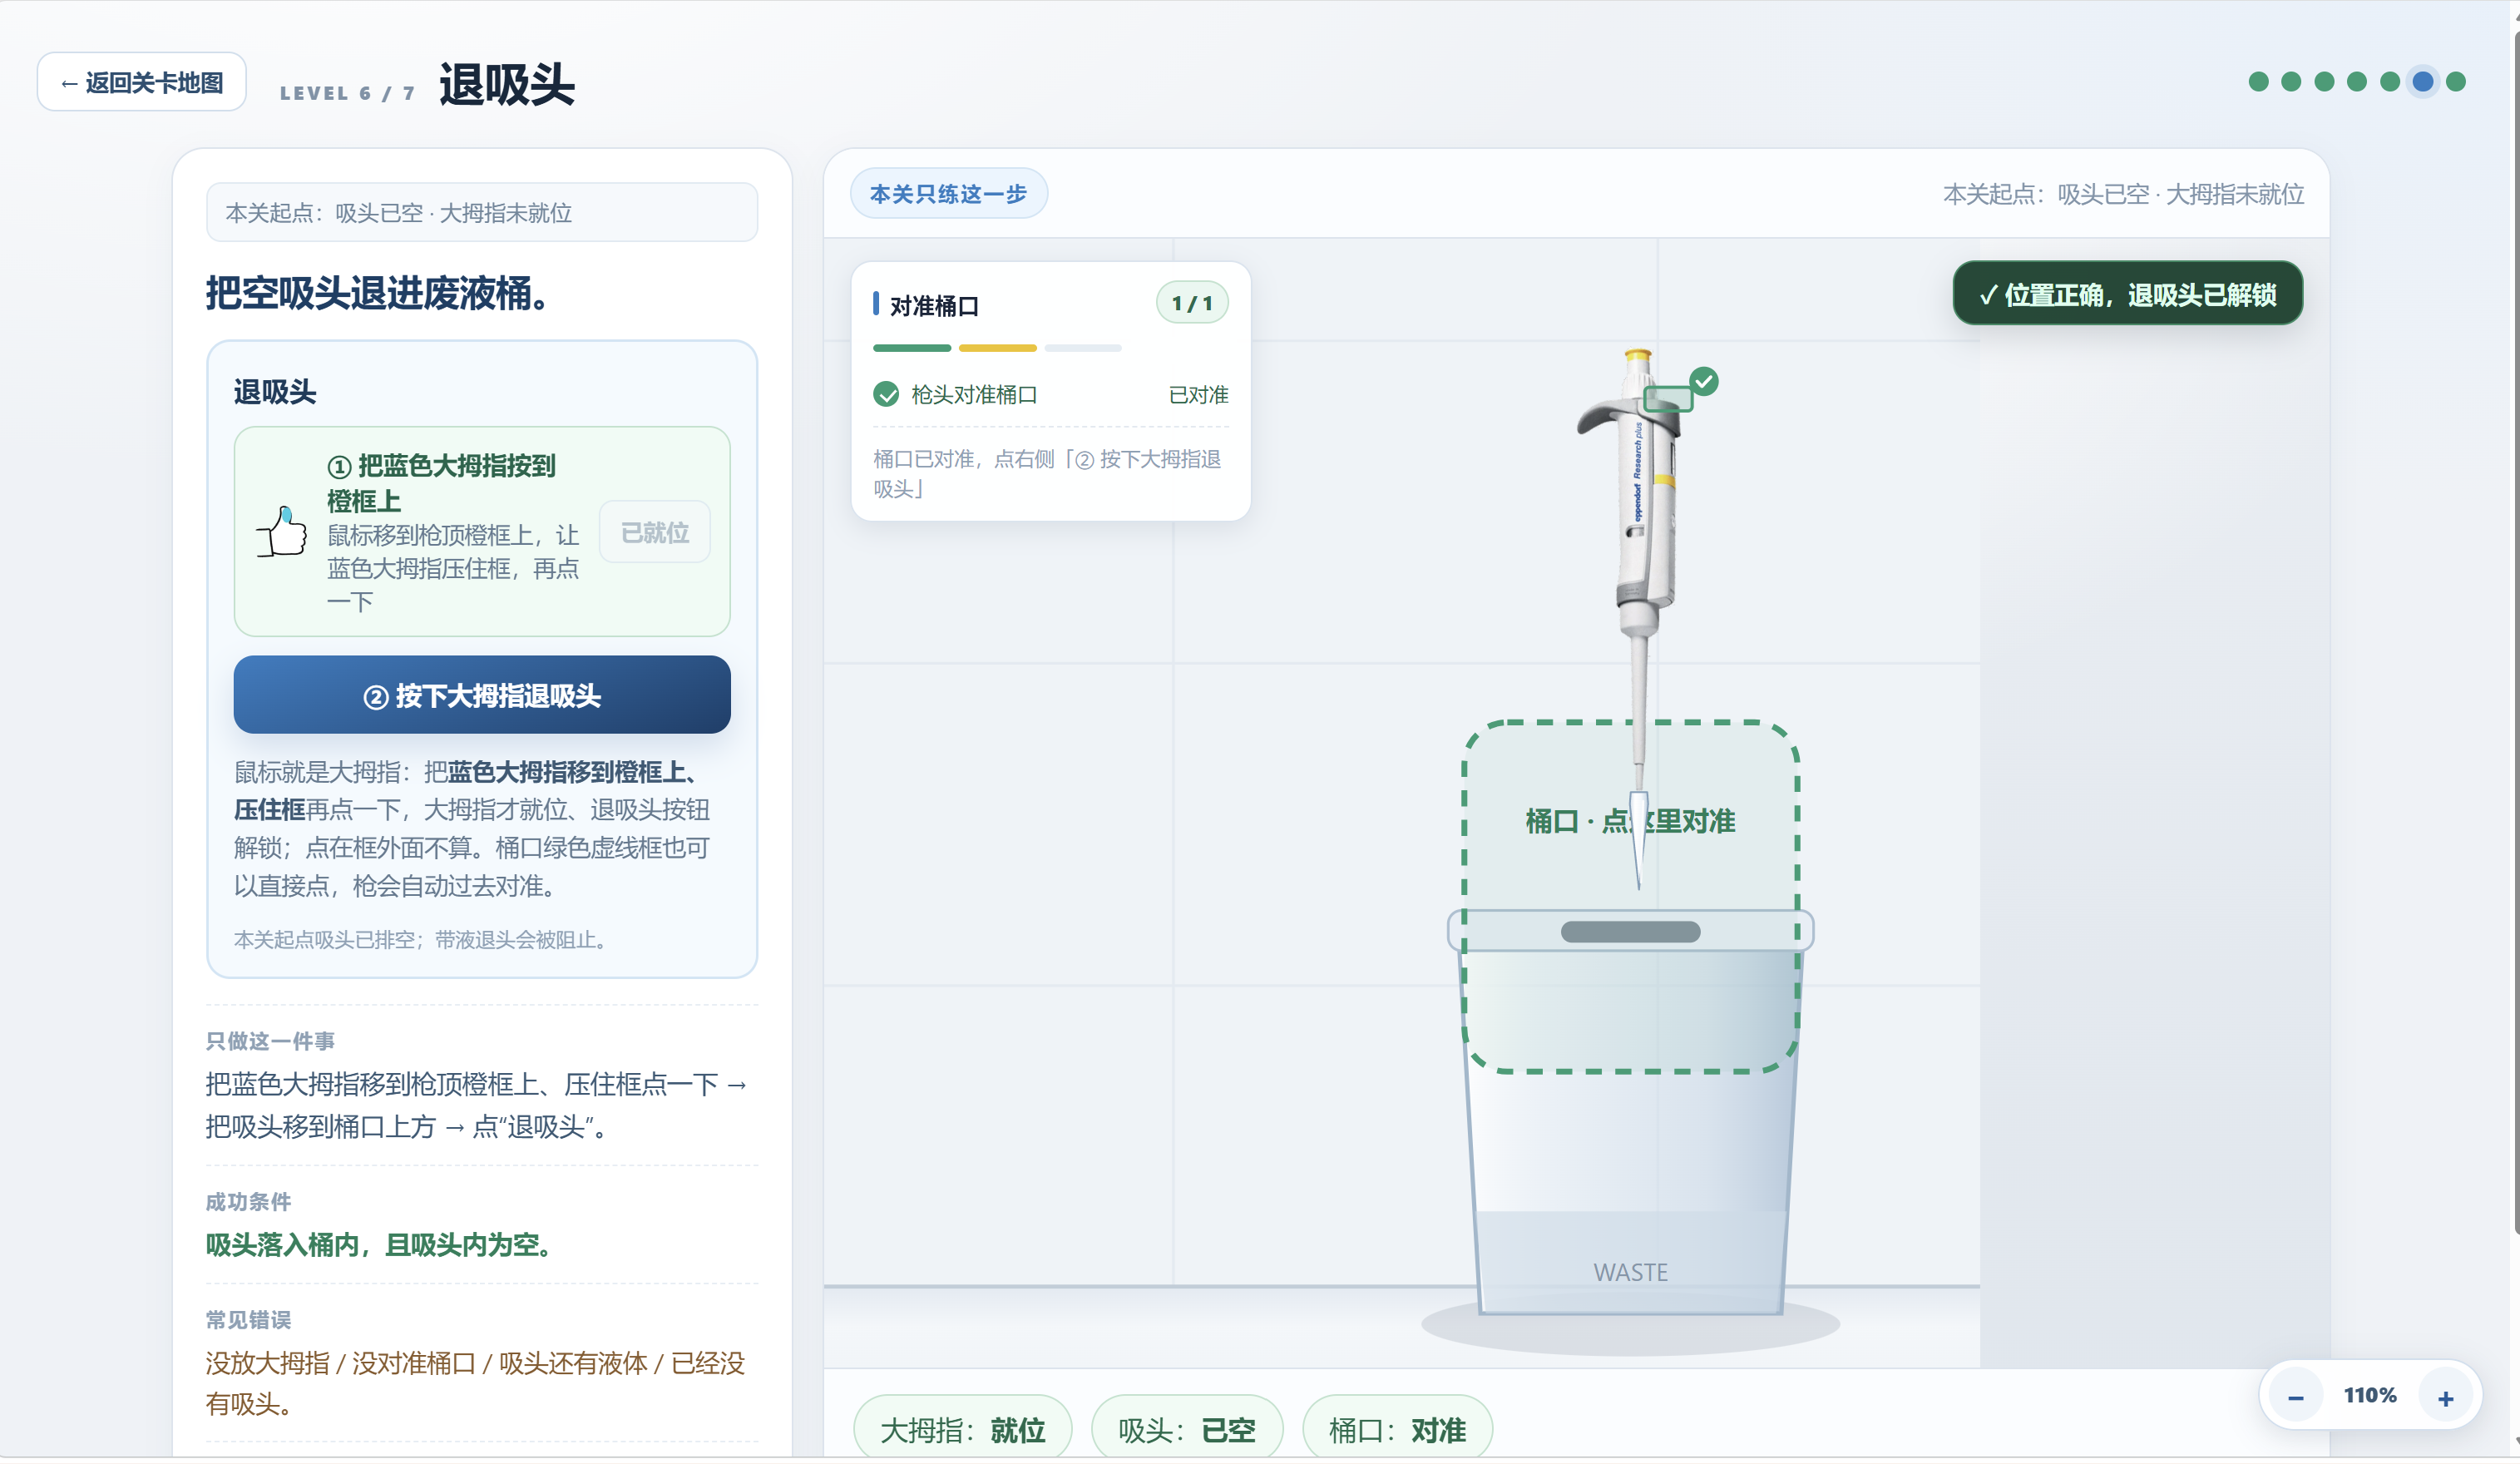 ← 返回关卡地图
LEVEL 6 / 7 退吸头
本关起点：吸头已空 · 大拇指未就位
把空吸头退进废液桶。
退吸头
① 把蓝色大拇指按到
橙框上
鼠标移到枪顶橙框上，让
蓝色大拇指压住框，再点
一下
已就位
② 按下大拇指退吸头
鼠标就是大拇指：把蓝色大拇指移到橙框上、
压住框再点一下，大拇指才就位、退吸头按钮
解锁；点在框外面不算。桶口绿色虚线框也可
以直接点，枪会自动过去对准。
本关起点吸头已排空；带液退头会被阻止。
只做这一件事
把蓝色大拇指移到枪顶橙框上、压住框点一下 →
把吸头移到桶口上方 → 点“退吸头”。
成功条件
吸头落入桶内，且吸头内为空。
常见错误
没放大拇指 / 没对准桶口 / 吸头还有液体 / 已经没
有吸头。
本关只练这一步
本关起点：吸头已空 · 大拇指未就位
对准桶口
1 / 1
枪头对准桶口
已对准
桶口已对准，点右侧「② 按下大拇指退
吸头」
✓ 位置正确，退吸头已解锁
eppendorf Research plus
桶口 · 点这里对准
WASTE
大拇指：就位
吸头：已空
桶口：对准
− 110% +